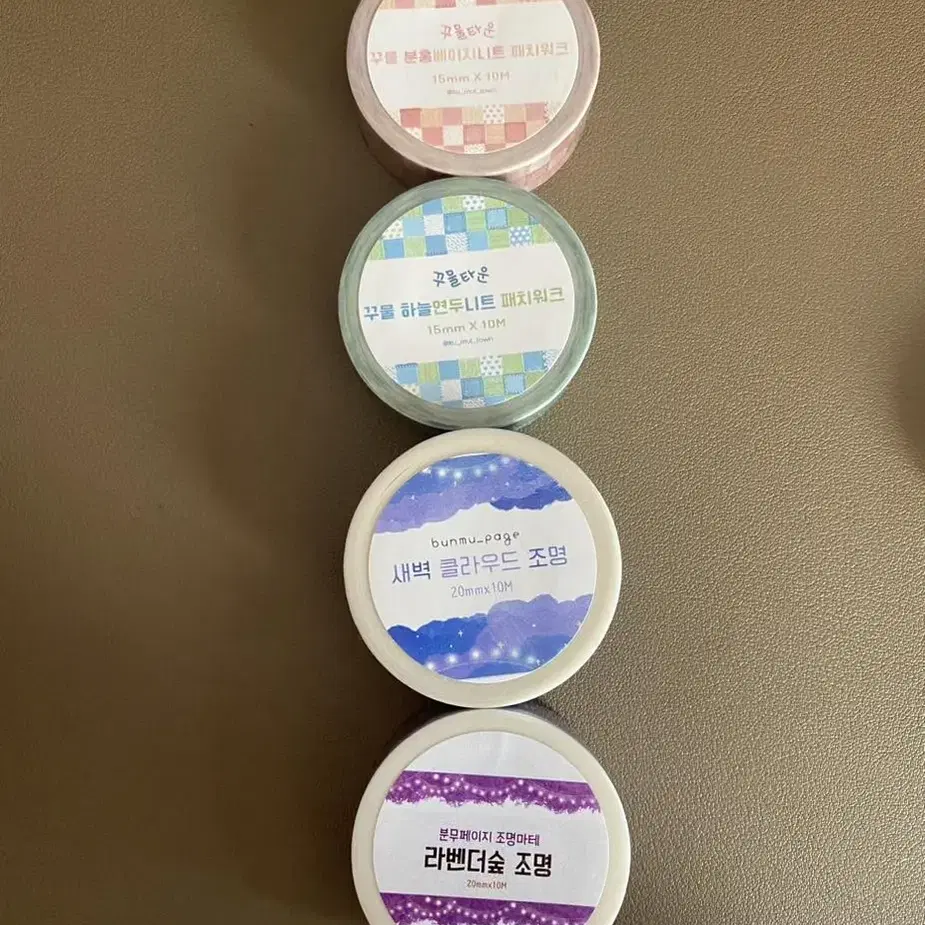 꾸물타운
꾸물 분홍베이지니트 패치워크
15mm X 10M
꾸물타운
꾸물 하늘연두니트 패치워크
15mm X 10M
@ku_mul_town
bunmu_page
새벽 클라우드 조명
20mmx10M
분무페이지 조명마테
라벤더숲 조명
20mmx10M